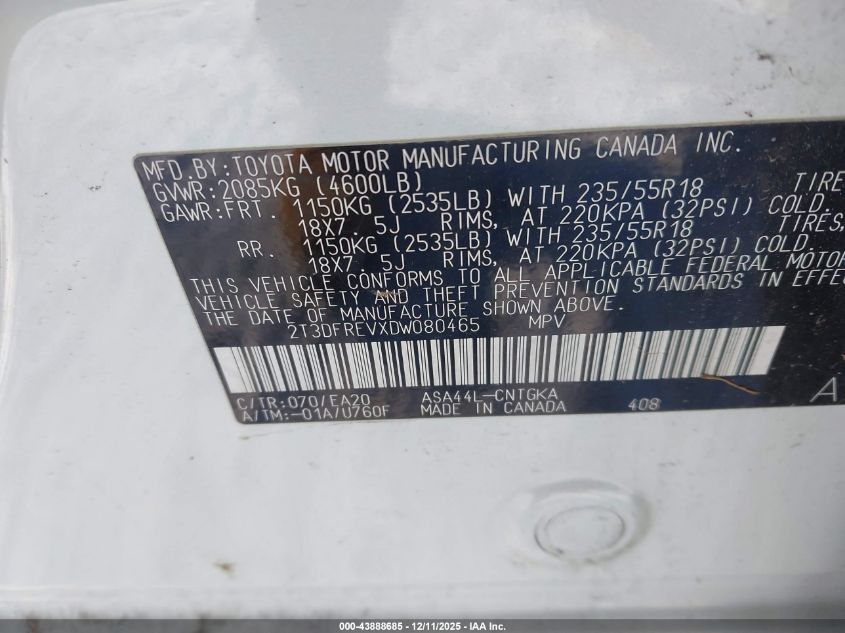 MFD.BY:TOYOTA MOTOR MANUFACTURING CANADA INC.
GVWR:2085KG (4600LB)
GAWR:FRT. 1150KG (2535LB) WITH 235/55R18 TIRE
18X7. 5J RIMS, AT 220KPA (32PSI) COLD.
RR. 1150KG (2535LB) WITH 235/55R18 TIRES,
18X7. 5J RIMS, AT 220KPA (32PSI) COLD.
THIS VEHICLE CONFORMS TO ALL APPLICABLE FEDERAL MOTOR
VEHICLE SAFETY AND THEFT PREVENTION STANDARDS IN EFFEC
THE DATE OF MANUFACTURE SHOWN ABOVE.
2T3DFREVXDW080465 MPV
C/TR:070/EA20 ASA44L-CNTGKA A
A/TM:-01A/U760F MADE IN CANADA 408
000-43888685 - 12/11/2025 - IAA Inc.